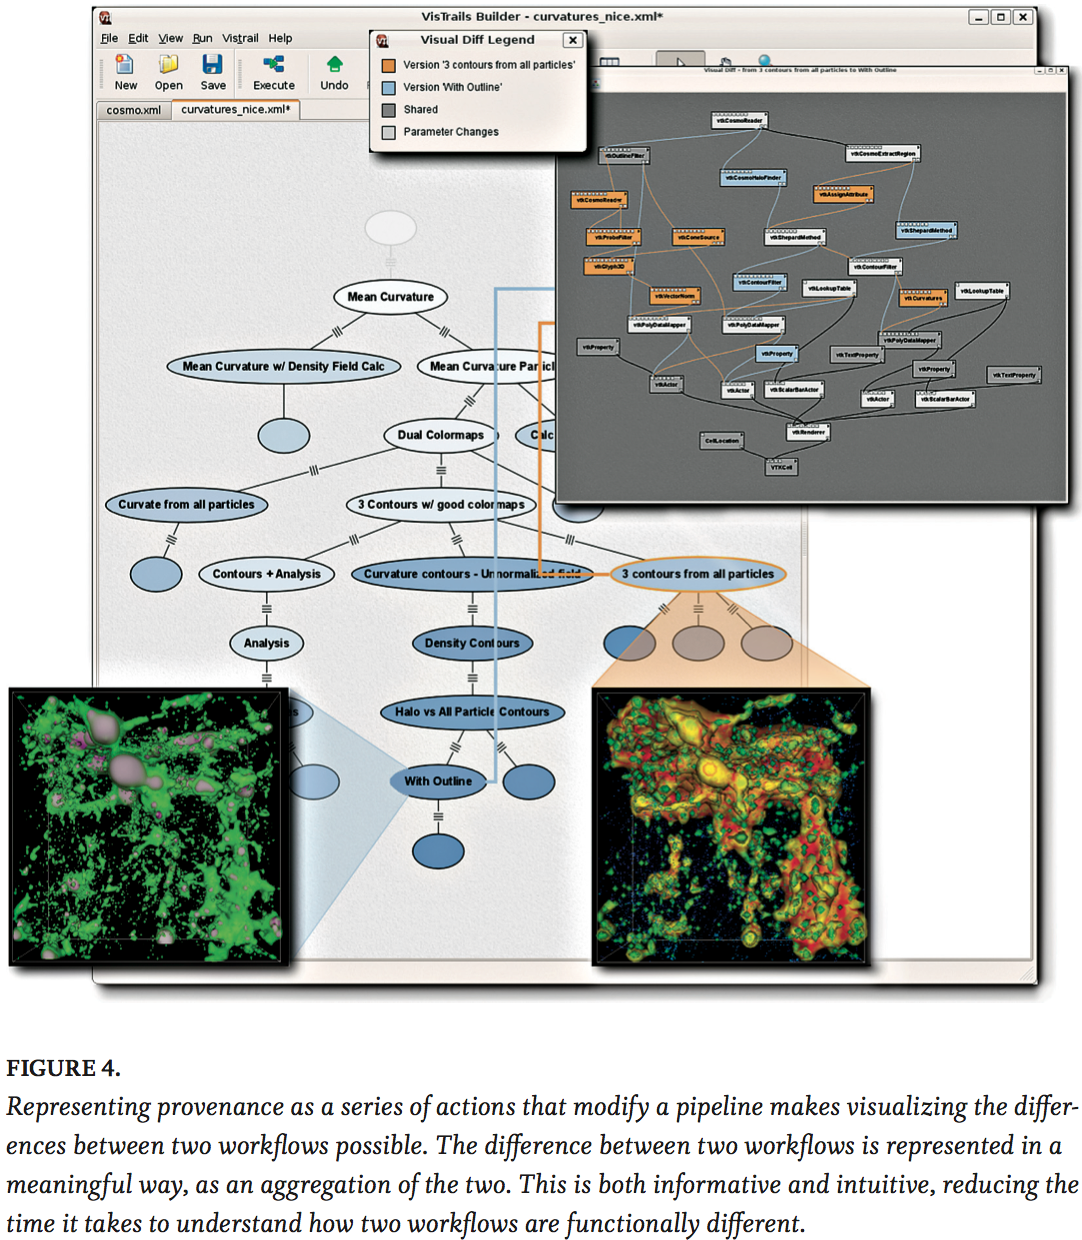 VisTrails Builder - curvatures_nice.xml*
File Edit View Run Vistrail Help
New Open Save Execute Undo
cosmo.xml curvatures_nice.xml*
Visual Diff Legend
Version '3 contours from all particles'
Version 'With Outline'
Shared
Parameter Changes
Visual Diff - from 3 contours from all particles to With Outline
vtkCosmoReader
vtkOutlineFilter
vtkCosmoExtractRegion
vtkCosmoHaloFinder
vtkCosmoReader
vtkAssignAttribute
vtkProbeFilter
vtkConeSource
vtkShepardMethod
vtkShepardMethod
vtkGlyph3D
vtkContourFilter
vtkContourFilter
vtkVectorNorm
vtkLookupTable
vtkCurvatures
vtkLookupTable
vtkPolyDataMapper
vtkPolyDataMapper
vtkPolyDataMapper
vtkProperty
vtkProperty
vtkTextProperty
vtkProperty
vtkTextProperty
vtkActor
vtkActor
vtkScalarBarActor
vtkActor
vtkScalarBarActor
vtkRenderer
CellLocation
VTKCell
Mean Curvature
Mean Curvature w/ Density Field Calc
Mean Curvature Partic
Dual Colormaps
Calc
Curvate from all particles
3 Contours w/ good colormaps
Contours + Analysis
Curvature contours - Unnormalized field
3 contours from all particles
Analysis
Density Contours
Halo vs All Particle Contours
With Outline
FIGURE 4.
Representing provenance as a series of actions that modify a pipeline makes visualizing the differ-
ences between two workflows possible. The difference between two workflows is represented in a
meaningful way, as an aggregation of the two. This is both informative and intuitive, reducing the
time it takes to understand how two workflows are functionally different.